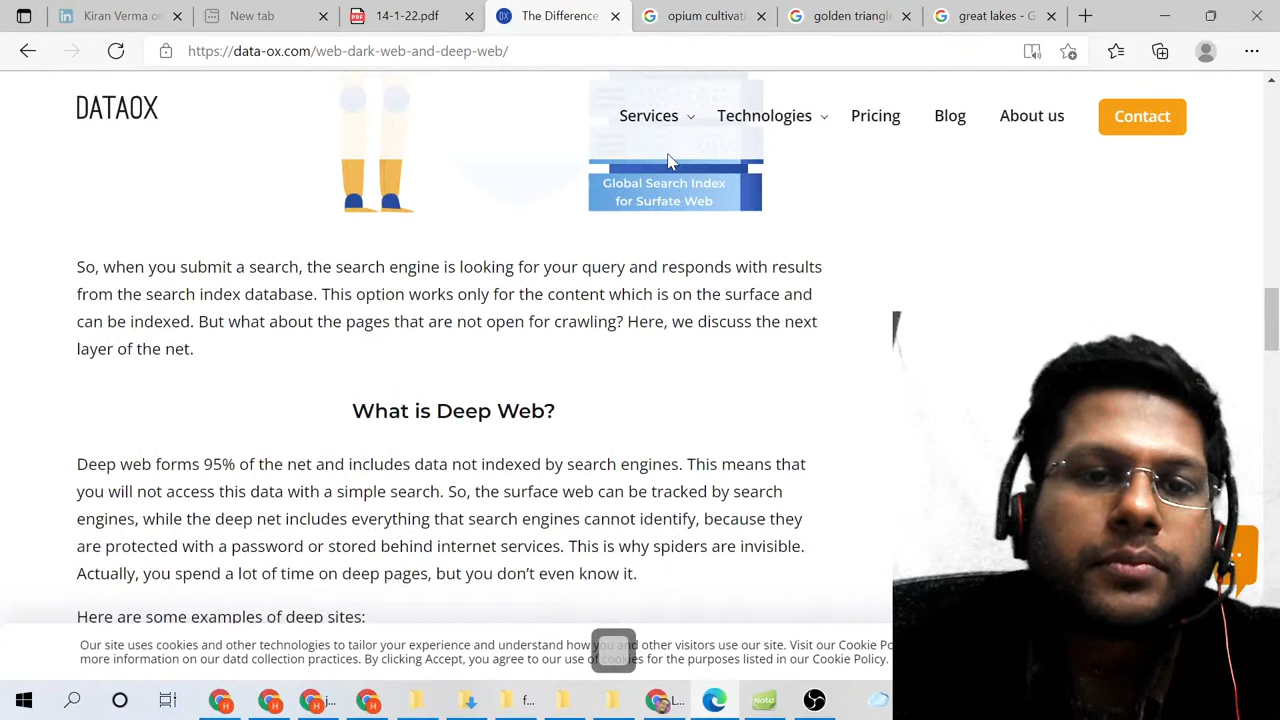 Kiran Verma on
New tab
14-1-22.pdf
The Difference
opium cultivati
golden triangle
great lakes - G
https://data-ox.com/web-dark-web-and-deep-web/
DATAOX
Services
Technologies
Pricing
Blog
About us
Contact
Global Search Index
for Surfate Web
So, when you submit a search, the search engine is looking for your query and responds with results
from the search index database. This option works only for the content which is on the surface and
can be indexed. But what about the pages that are not open for crawling? Here, we discuss the next
layer of the net.
What is Deep Web?
Deep web forms 95% of the net and includes data not indexed by search engines. This means that
you will not access this data with a simple search. So, the surface web can be tracked by search
engines, while the deep net includes everything that search engines cannot identify, because they
are protected with a password or stored behind internet services. This is why spiders are invisible.
Actually, you spend a lot of time on deep pages, but you don't even know it.
Here are some examples of deep sites:
Our site uses cookies and other technologies to tailor your experience and understand how you and other visitors use our site. Visit our Cookie Po
more information on our datd collection practices. By clicking Accept, you agree to our use of cookies for the purposes listed in our Cookie Policy.
j...
f...
L...
Note